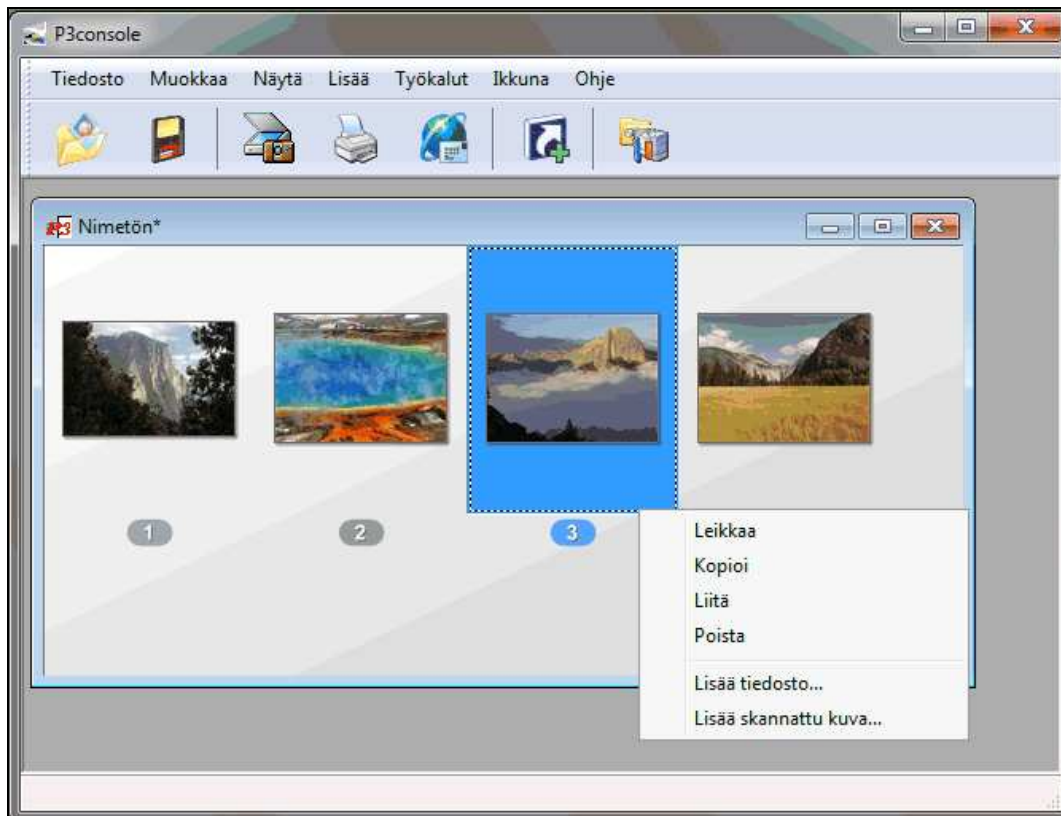 P3console
Tiedosto Muokkaa Näytä Lisää Työkalut Ikkuna Ohje
Nimetön*
1 2 3
Leikkaa
Kopioi
Liitä
Poista
Lisää tiedosto...
Lisää skannattu kuva...